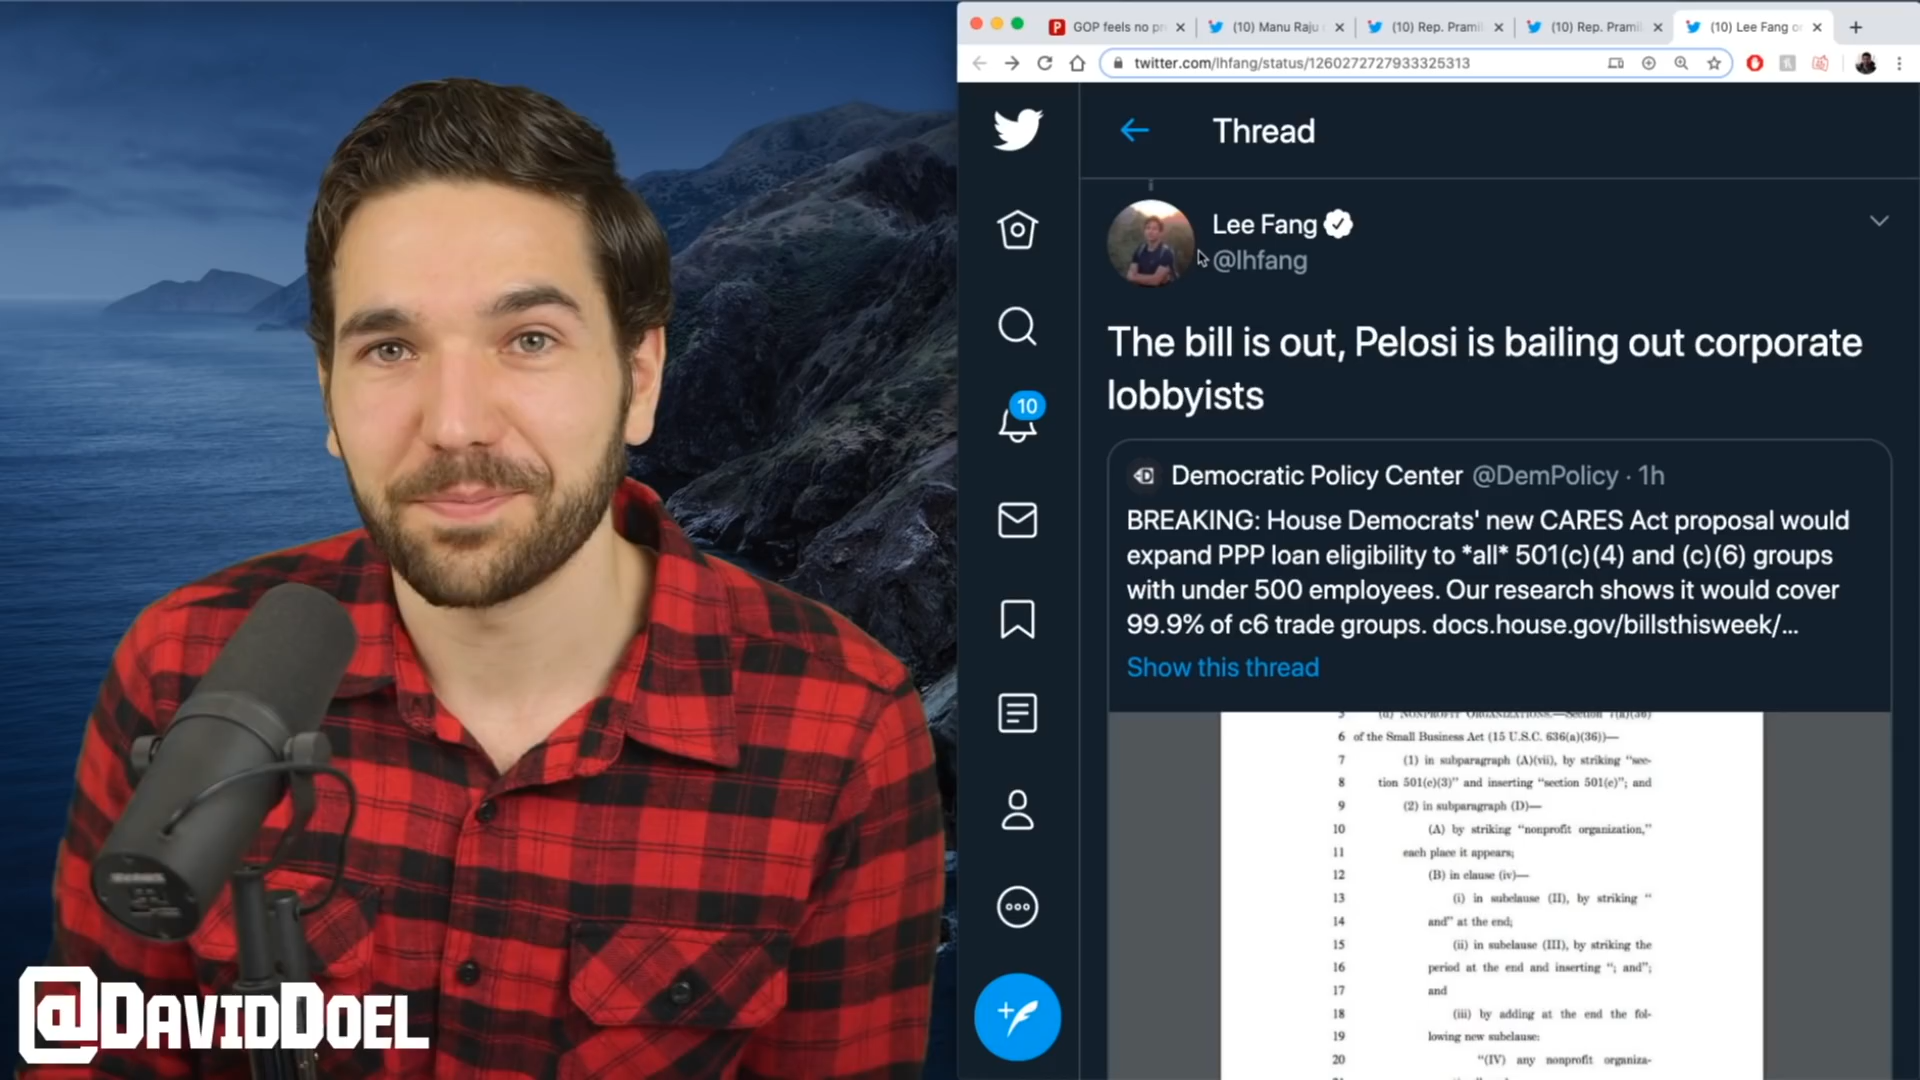 GOP feels no pr
(10) Manu Raju
(10) Rep. Prami
(10) Rep. Prami
(10) Lee Fang o
twitter.com/lhfang/status/1260272727933325313
Thread
Lee Fang
@lhfang
10
The bill is out, Pelosi is bailing out corporate
lobbyists
Democratic Policy Center @DemPolicy · 1h
BREAKING: House Democrats' new CARES Act proposal would
expand PPP loan eligibility to *all* 501(c)(4) and (c)(6) groups
with under 500 employees. Our research shows it would cover
99.9% of c6 trade groups. docs.house.gov/billsthisweek/...
Show this thread
5 (d) NONPROFIT ORGANIZATIONS.—Section 7(a)(36)
6 of the Small Business Act (15 U.S.C. 636(a)(36))—
7 (1) in subparagraph (A)(vii), by striking “sec-
8 tion 501(c)(3)” and inserting “section 501(c)”; and
9 (2) in subparagraph (D)—
10 (A) by striking “nonprofit organization,”
11 each place it appears;
12 (B) in clause (iv)—
13 (i) in subclause (II), by striking “
14 and” at the end;
15 (ii) in subclause (III), by striking the
16 period at the end and inserting “; and”;
17 and
18 (iii) by adding at the end the fol-
19 lowing new subclause:
20 “(IV) any nonprofit organiza-
@DAVIDDOEL